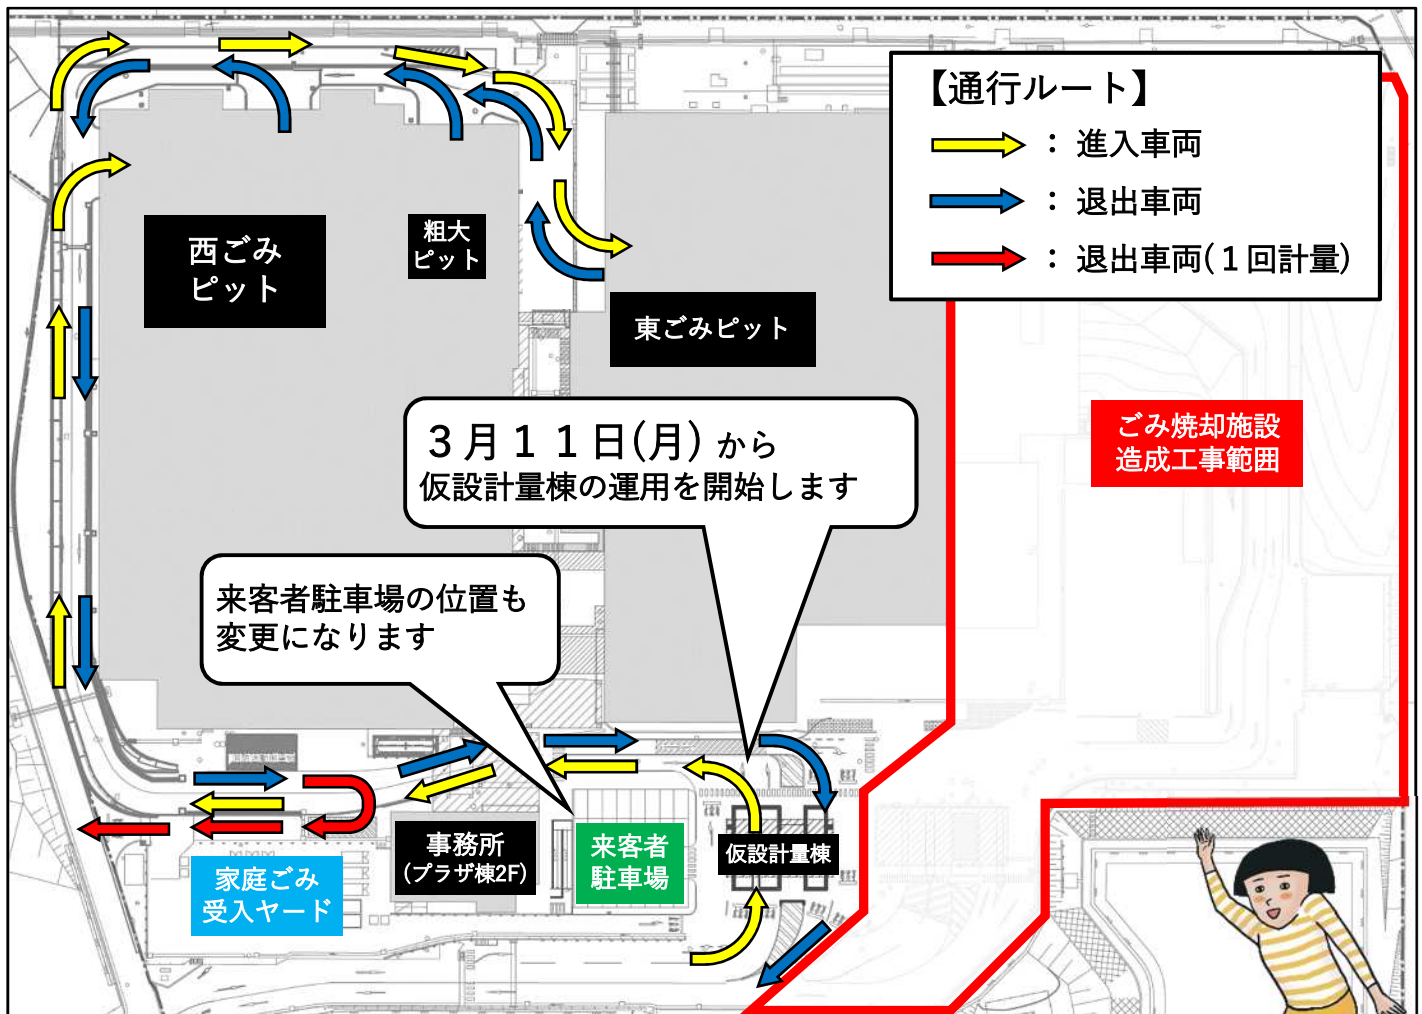 【通行ルート】
：進入車両
：退出車両
：退出車両(１回計量)
西ごみ
ピット
粗大
ピット
東ごみピット
ごみ焼却施設
造成工事範囲
３月１１日(月)から
仮設計量棟の運用を開始します
来客者駐車場の位置も
変更になります
事務所
(プラザ棟2F)
来客者
駐車場
仮設計量棟
家庭ごみ
受入ヤード